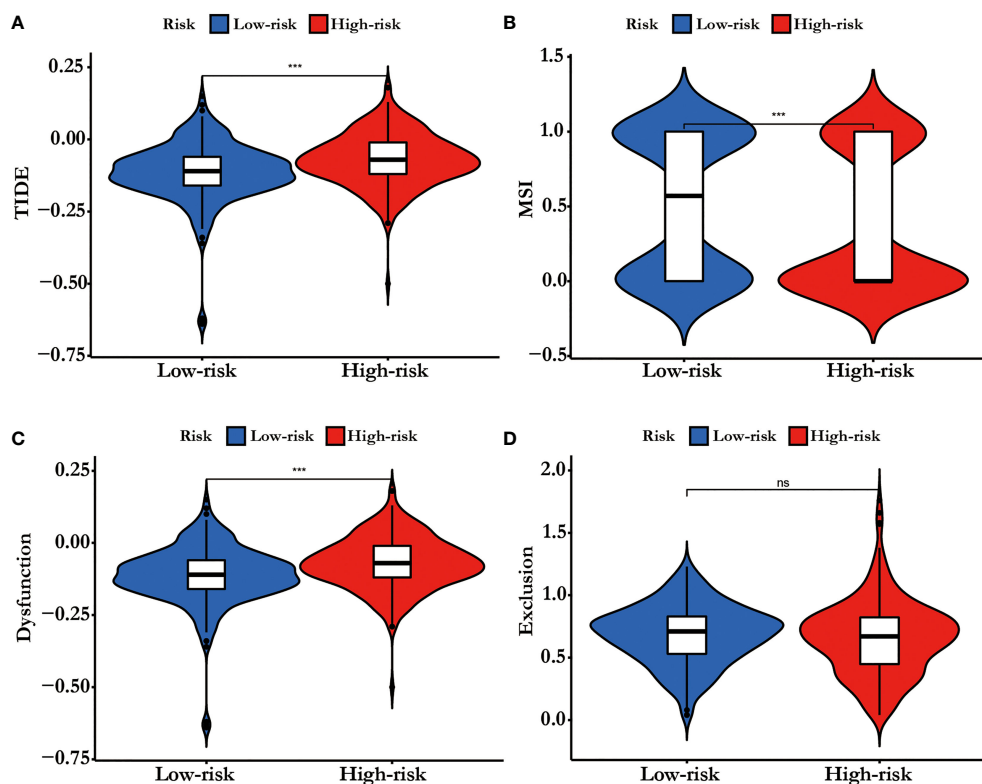 A
Risk Low-risk High-risk
TIDE
0.25
0.00
−0.25
−0.50
−0.75
***
Low-risk High-risk
B
Risk Low-risk High-risk
MSI
1.5
1.0
0.5
0.0
−0.5
***
Low-risk High-risk
C
Risk Low-risk High-risk
Dysfunction
0.25
0.00
−0.25
−0.50
−0.75
***
Low-risk High-risk
D
Risk Low-risk High-risk
Exclusion
2.0
1.5
1.0
0.5
0.0
ns
Low-risk High-risk